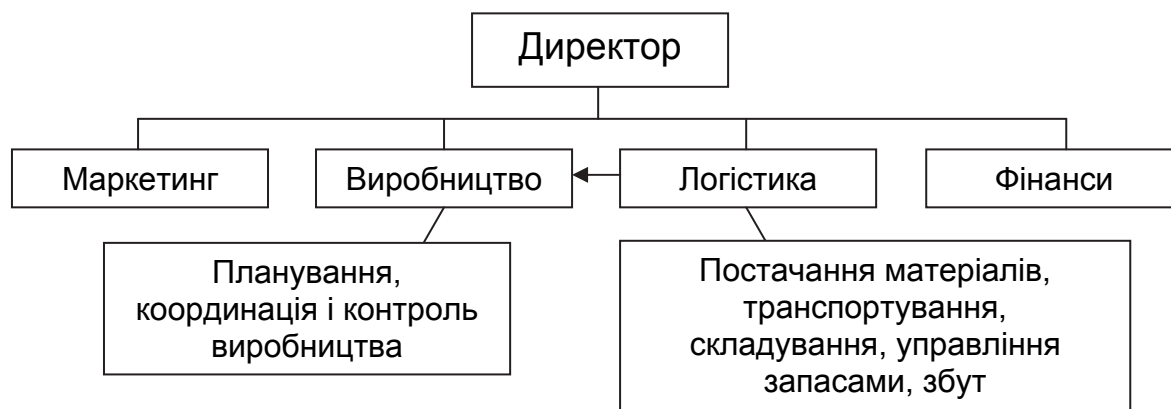 Директор
Маркетинг
Виробництво
Логістика
Фінанси
Планування,
координація і контроль
виробництва
Постачання матеріалів,
транспортування,
складування, управління
запасами, збут